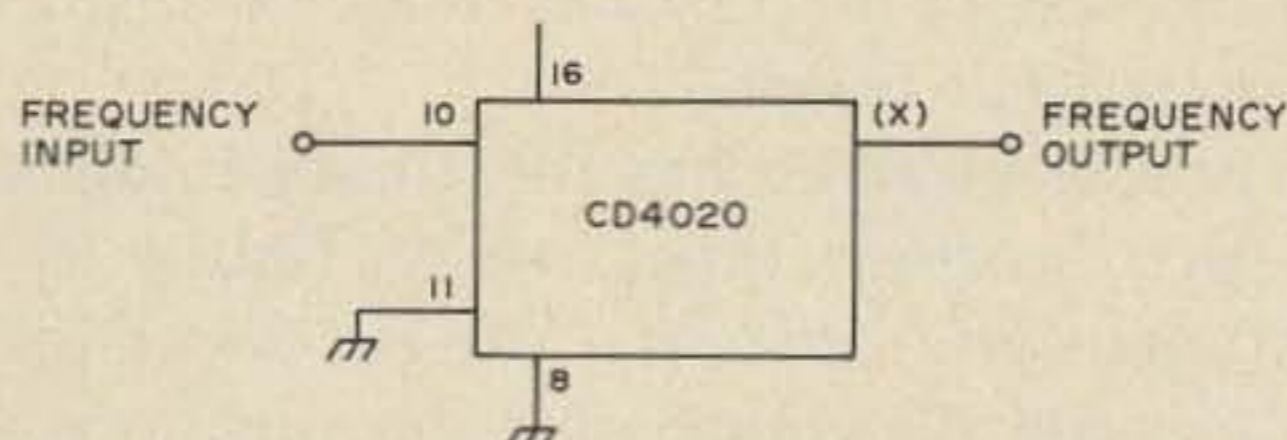 16
FREQUENCY
INPUT
10
(X)
FREQUENCY
OUTPUT
CD4020
11
8